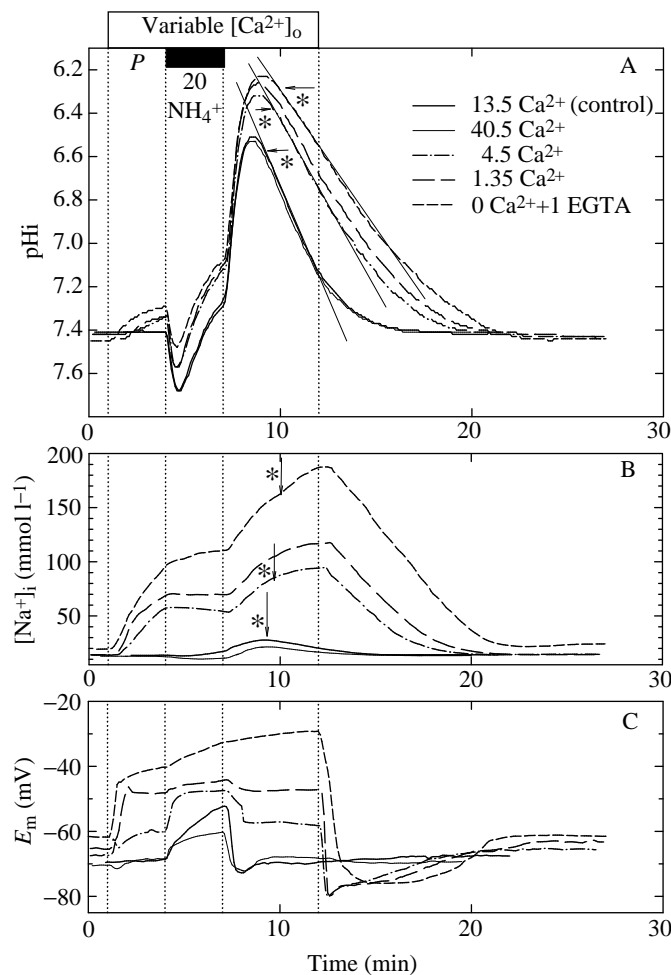 Variable [Ca²⁺]ₒ
P
20
NH₄⁺
A
6.2
6.4
6.6
6.8
7.0
7.2
7.4
7.6
pHi
*
*
*
13.5 Ca²⁺ (control)
40.5 Ca²⁺
4.5 Ca²⁺
1.35 Ca²⁺
0 Ca²⁺+1 EGTA
0
10
20
30
B
200
150
100
50
[Na⁺]ᵢ (mmol l⁻¹)
*
*
*
0
10
20
30
C
−20
−40
−60
−80
Eₘ (mV)
0
10
20
30
Time (min)